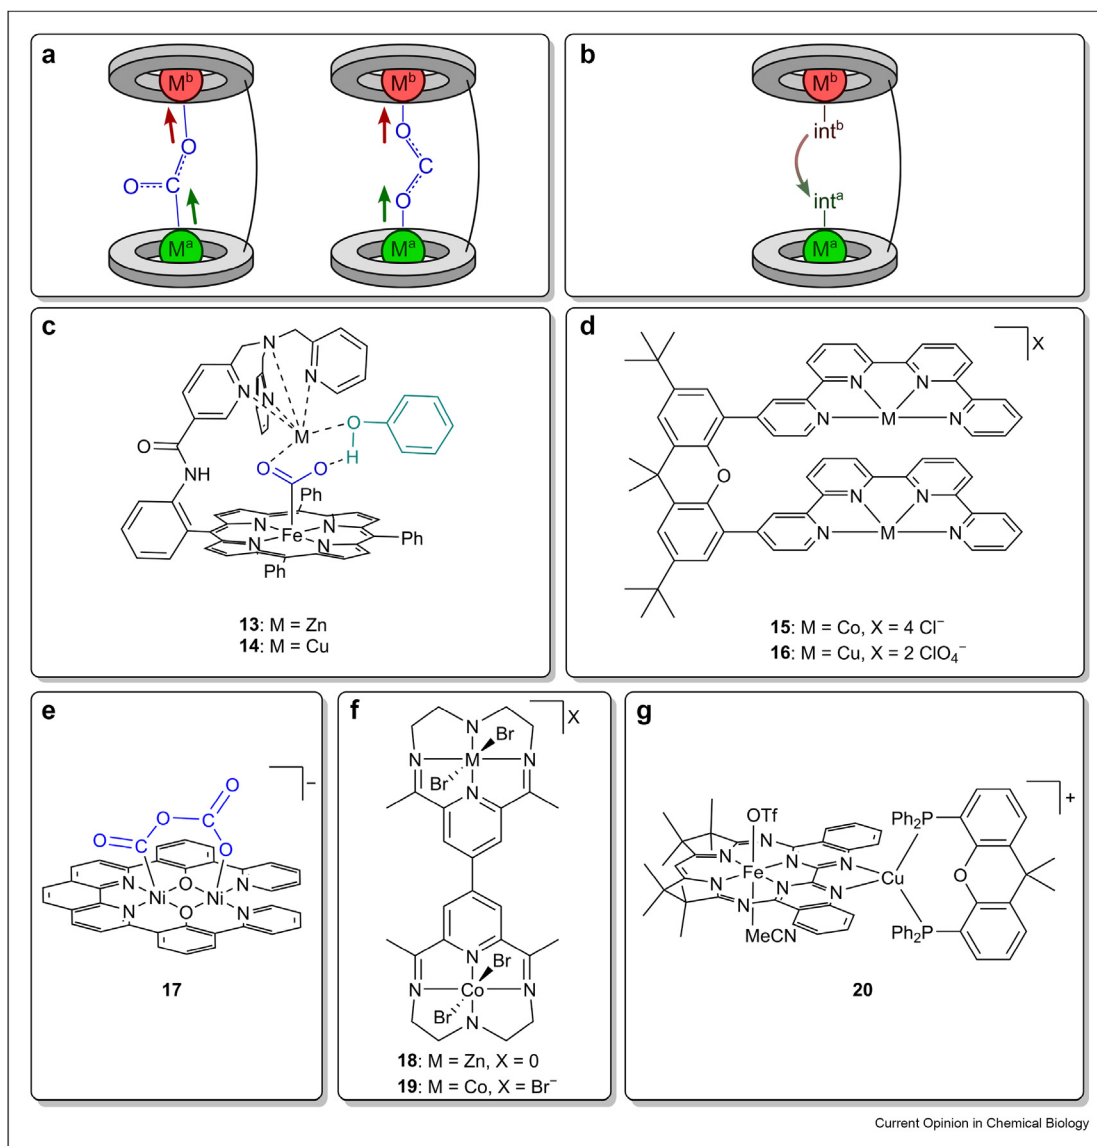 a
M^b
O
O
C
M^a
M^b
O
C
O
M^a
b
M^b
int^b
int^a
M^a
c
N
N
N
N
M
O
H
O
NH
O
O
Ph
N
N
Fe
N
N
Ph
Ph
13: M = Zn
14: M = Cu
d
X
N
N
N
M
N
O
N
N
N
M
N
15: M = Co, X = 4 Cl⁻
16: M = Cu, X = 2 ClO₄⁻
e
−
O
O
C
O
C
O
N
O
N
Ni
Ni
N
O
N
17
f
X
N
Br
N
M
N
Br
N
N
Br
N
Co
N
Br
N
18: M = Zn, X = 0
19: M = Co, X = Br⁻
g
+
OTf
Ph₂P
N
N
N
N
Fe
Cu
O
N
N
N
N
MeCN
Ph₂P
20
Current Opinion in Chemical Biology